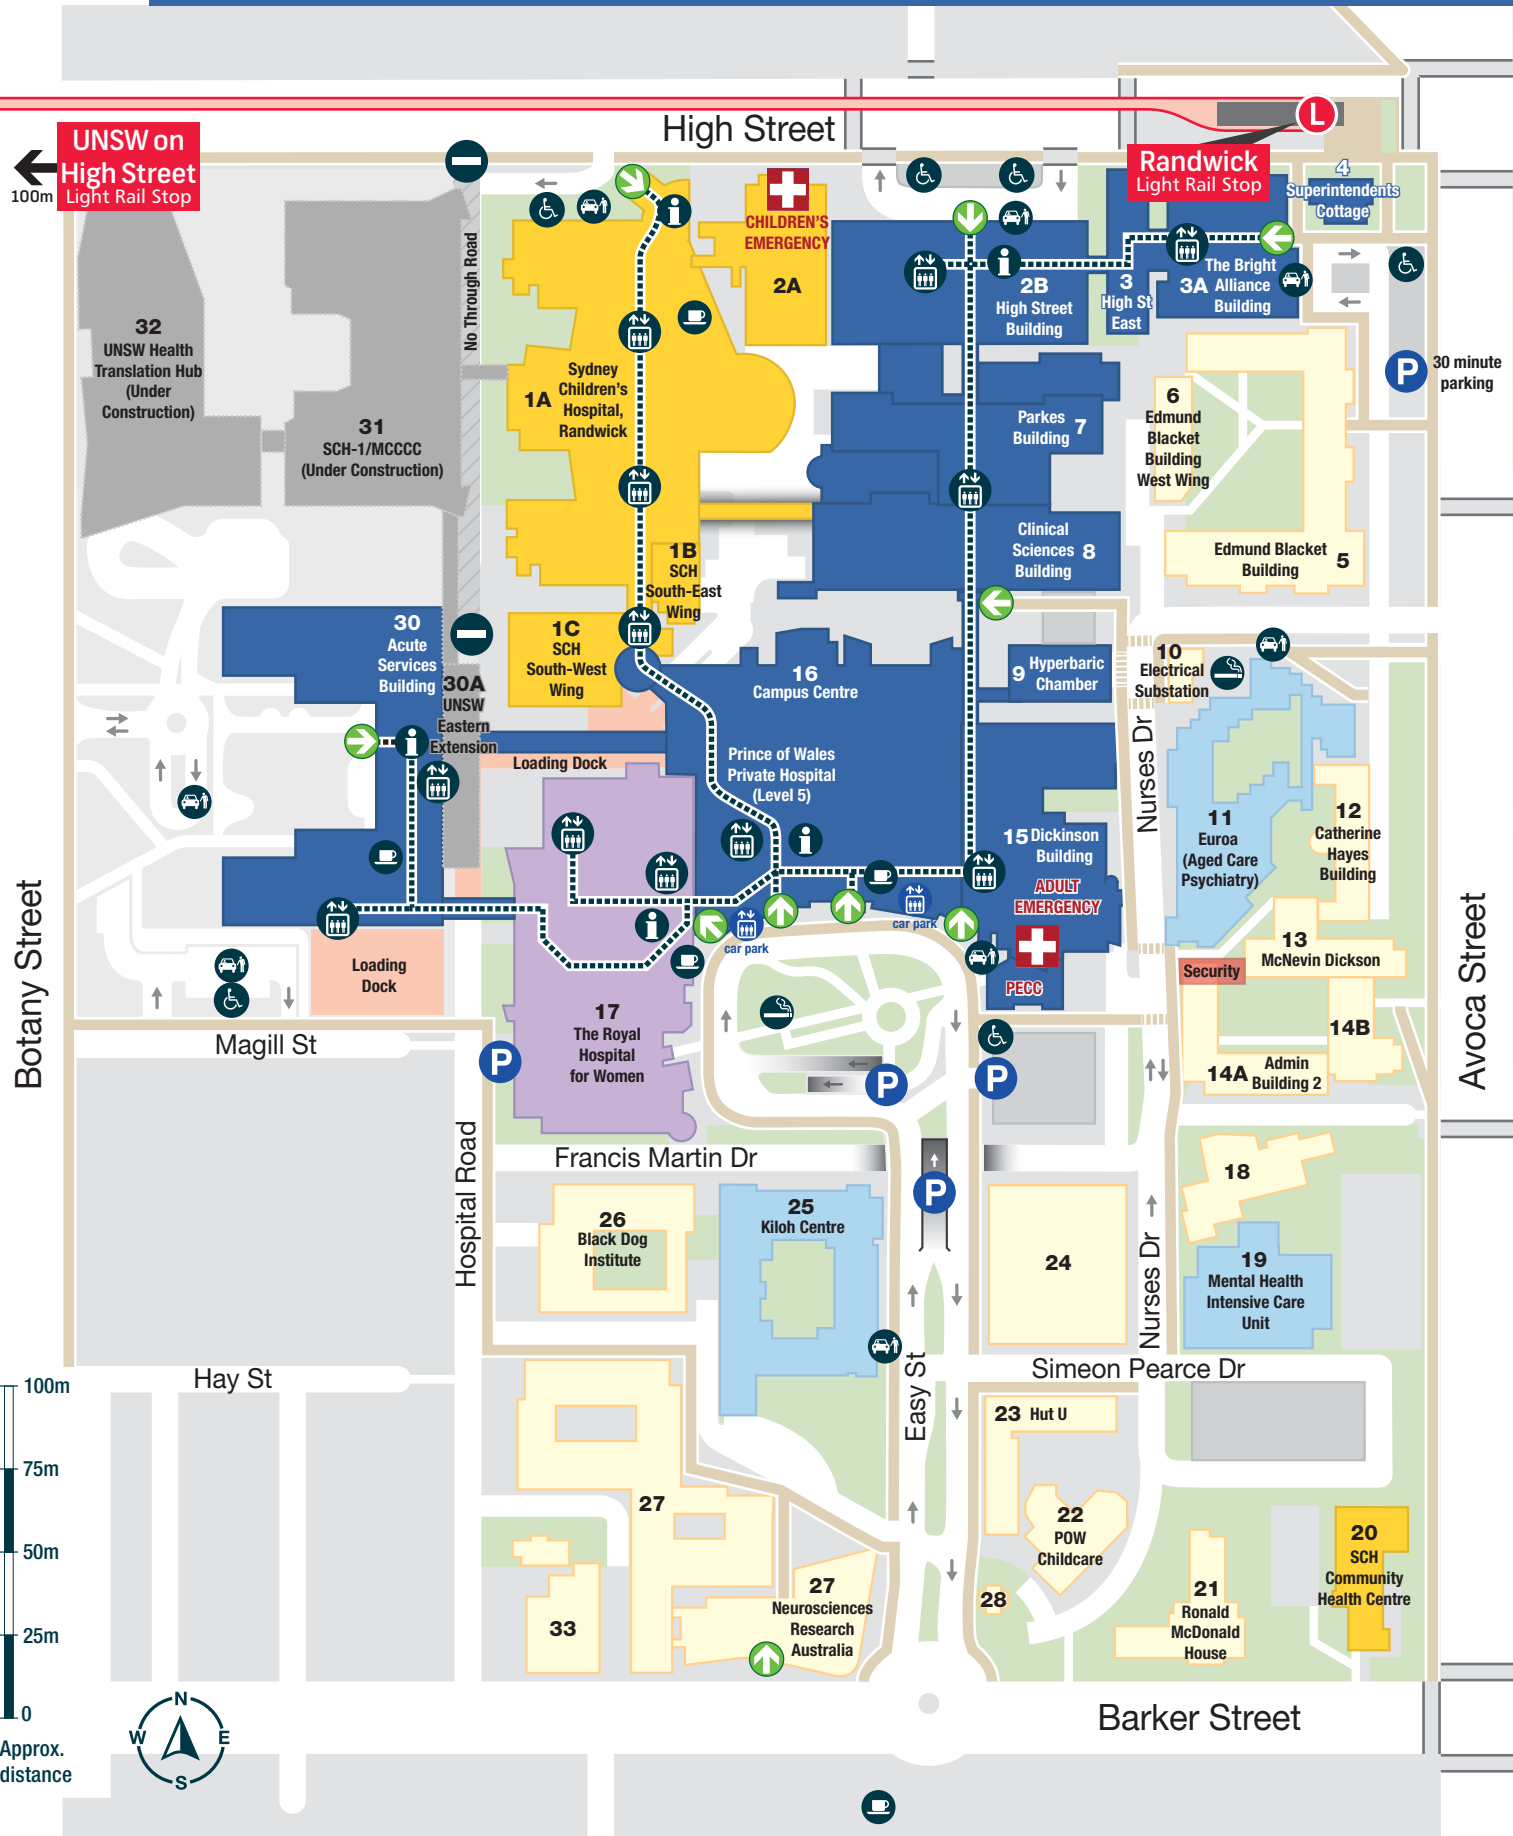 High Street
UNSW on
High Street
Light Rail Stop
100m
L
Randwick
Light Rail Stop
4
Superintendents
Cottage
CHILDREN'S
EMERGENCY
2A
2B
High Street
Building
3
High St
East
3A
The Bright
Alliance
Building
P
30 minute
parking
No Through Road
32
UNSW Health
Translation Hub
(Under
Construction)
31
SCH-1/MCCCC
(Under Construction)
1A
Sydney
Children's
Hospital,
Randwick
Parkes
Building
7
6
Edmund
Blacket
Building
West Wing
Clinical
Sciences
Building
8
Edmund Blacket
Building
5
1B
SCH
South-East
Wing
1C
SCH
South-West
Wing
30
Acute
Services
Building
30A
UNSW
Eastern
Extension
16
Campus Centre
9
Hyperbaric
Chamber
10
Electrical
Substation
Loading Dock
Prince of Wales
Private Hospital
(Level 5)
Nurses Dr
11
Euroa
(Aged Care
Psychiatry)
12
Catherine
Hayes
Building
15
Dickinson
Building
ADULT
EMERGENCY
PECC
car park
car park
Botany Street
Avoca Street
Loading
Dock
13
McNevin Dickson
Security
14B
14A
Admin
Building 2
17
The Royal
Hospital
for Women
Magill St
P
P
P
P
Francis Martin Dr
Hospital Road
26
Black Dog
Institute
25
Kiloh Centre
24
18
19
Mental Health
Intensive Care
Unit
Nurses Dr
Simeon Pearce Dr
Easy St
Hay St
23
Hut U
22
POW
Childcare
27
27
Neurosciences
Research
Australia
33
28
21
Ronald
McDonald
House
20
SCH
Community
Health Centre
Barker Street
100m
75m
50m
25m
0
Approx.
distance
N
W
E
S